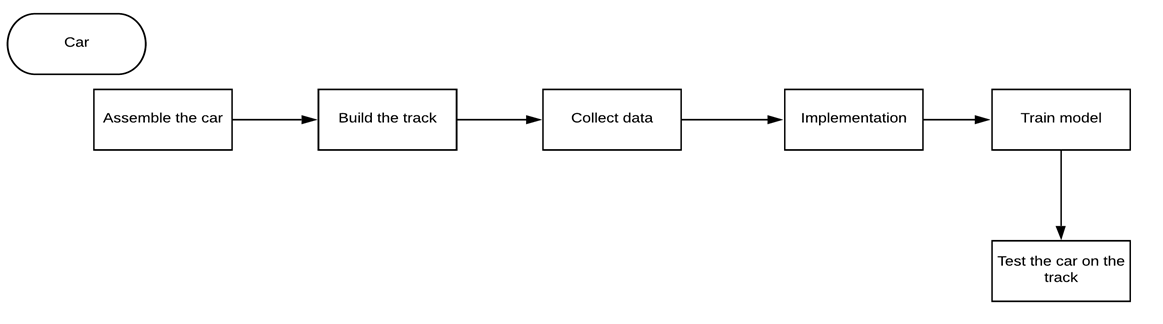 Car
Assemble the car
Build the track
Collect data
Implementation
Train model
Test the car on the
track